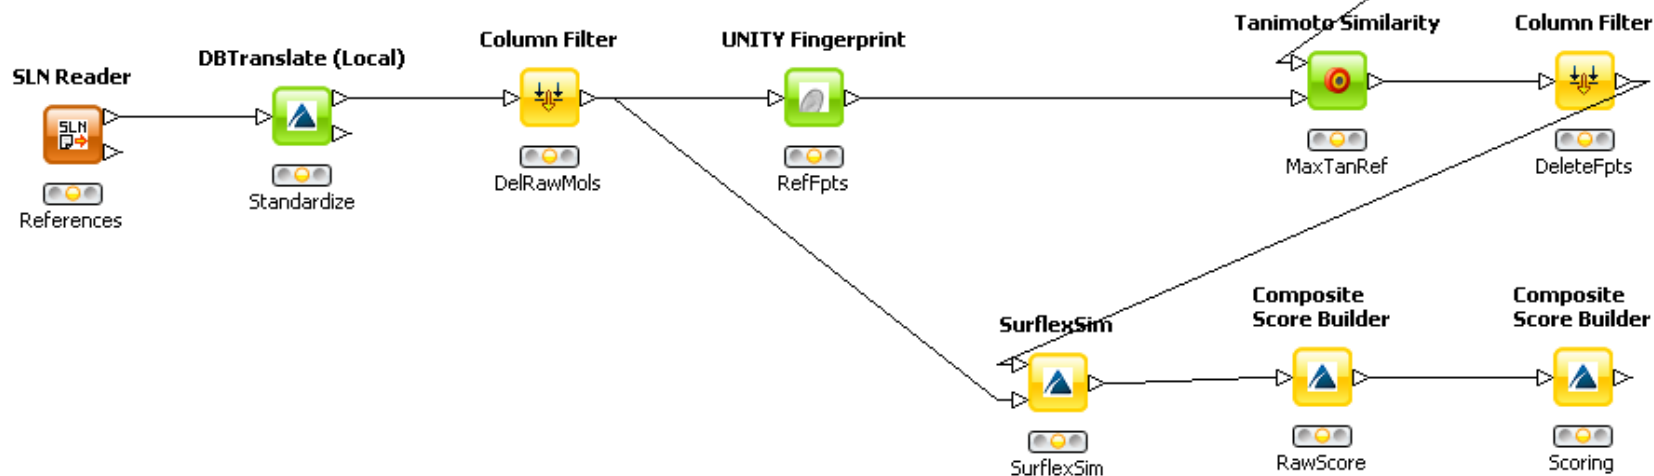 SLN Reader
SLN
References
DBTranslate (Local)
Standardize
Column Filter
DelRawMols
UNITY Fingerprint
RefFpts
Tanimoto Similarity
MaxTanRef
Column Filter
DeleteFpts
SurflexSim
SurflexSim
Composite
Score Builder
RawScore
Composite
Score Builder
Scoring